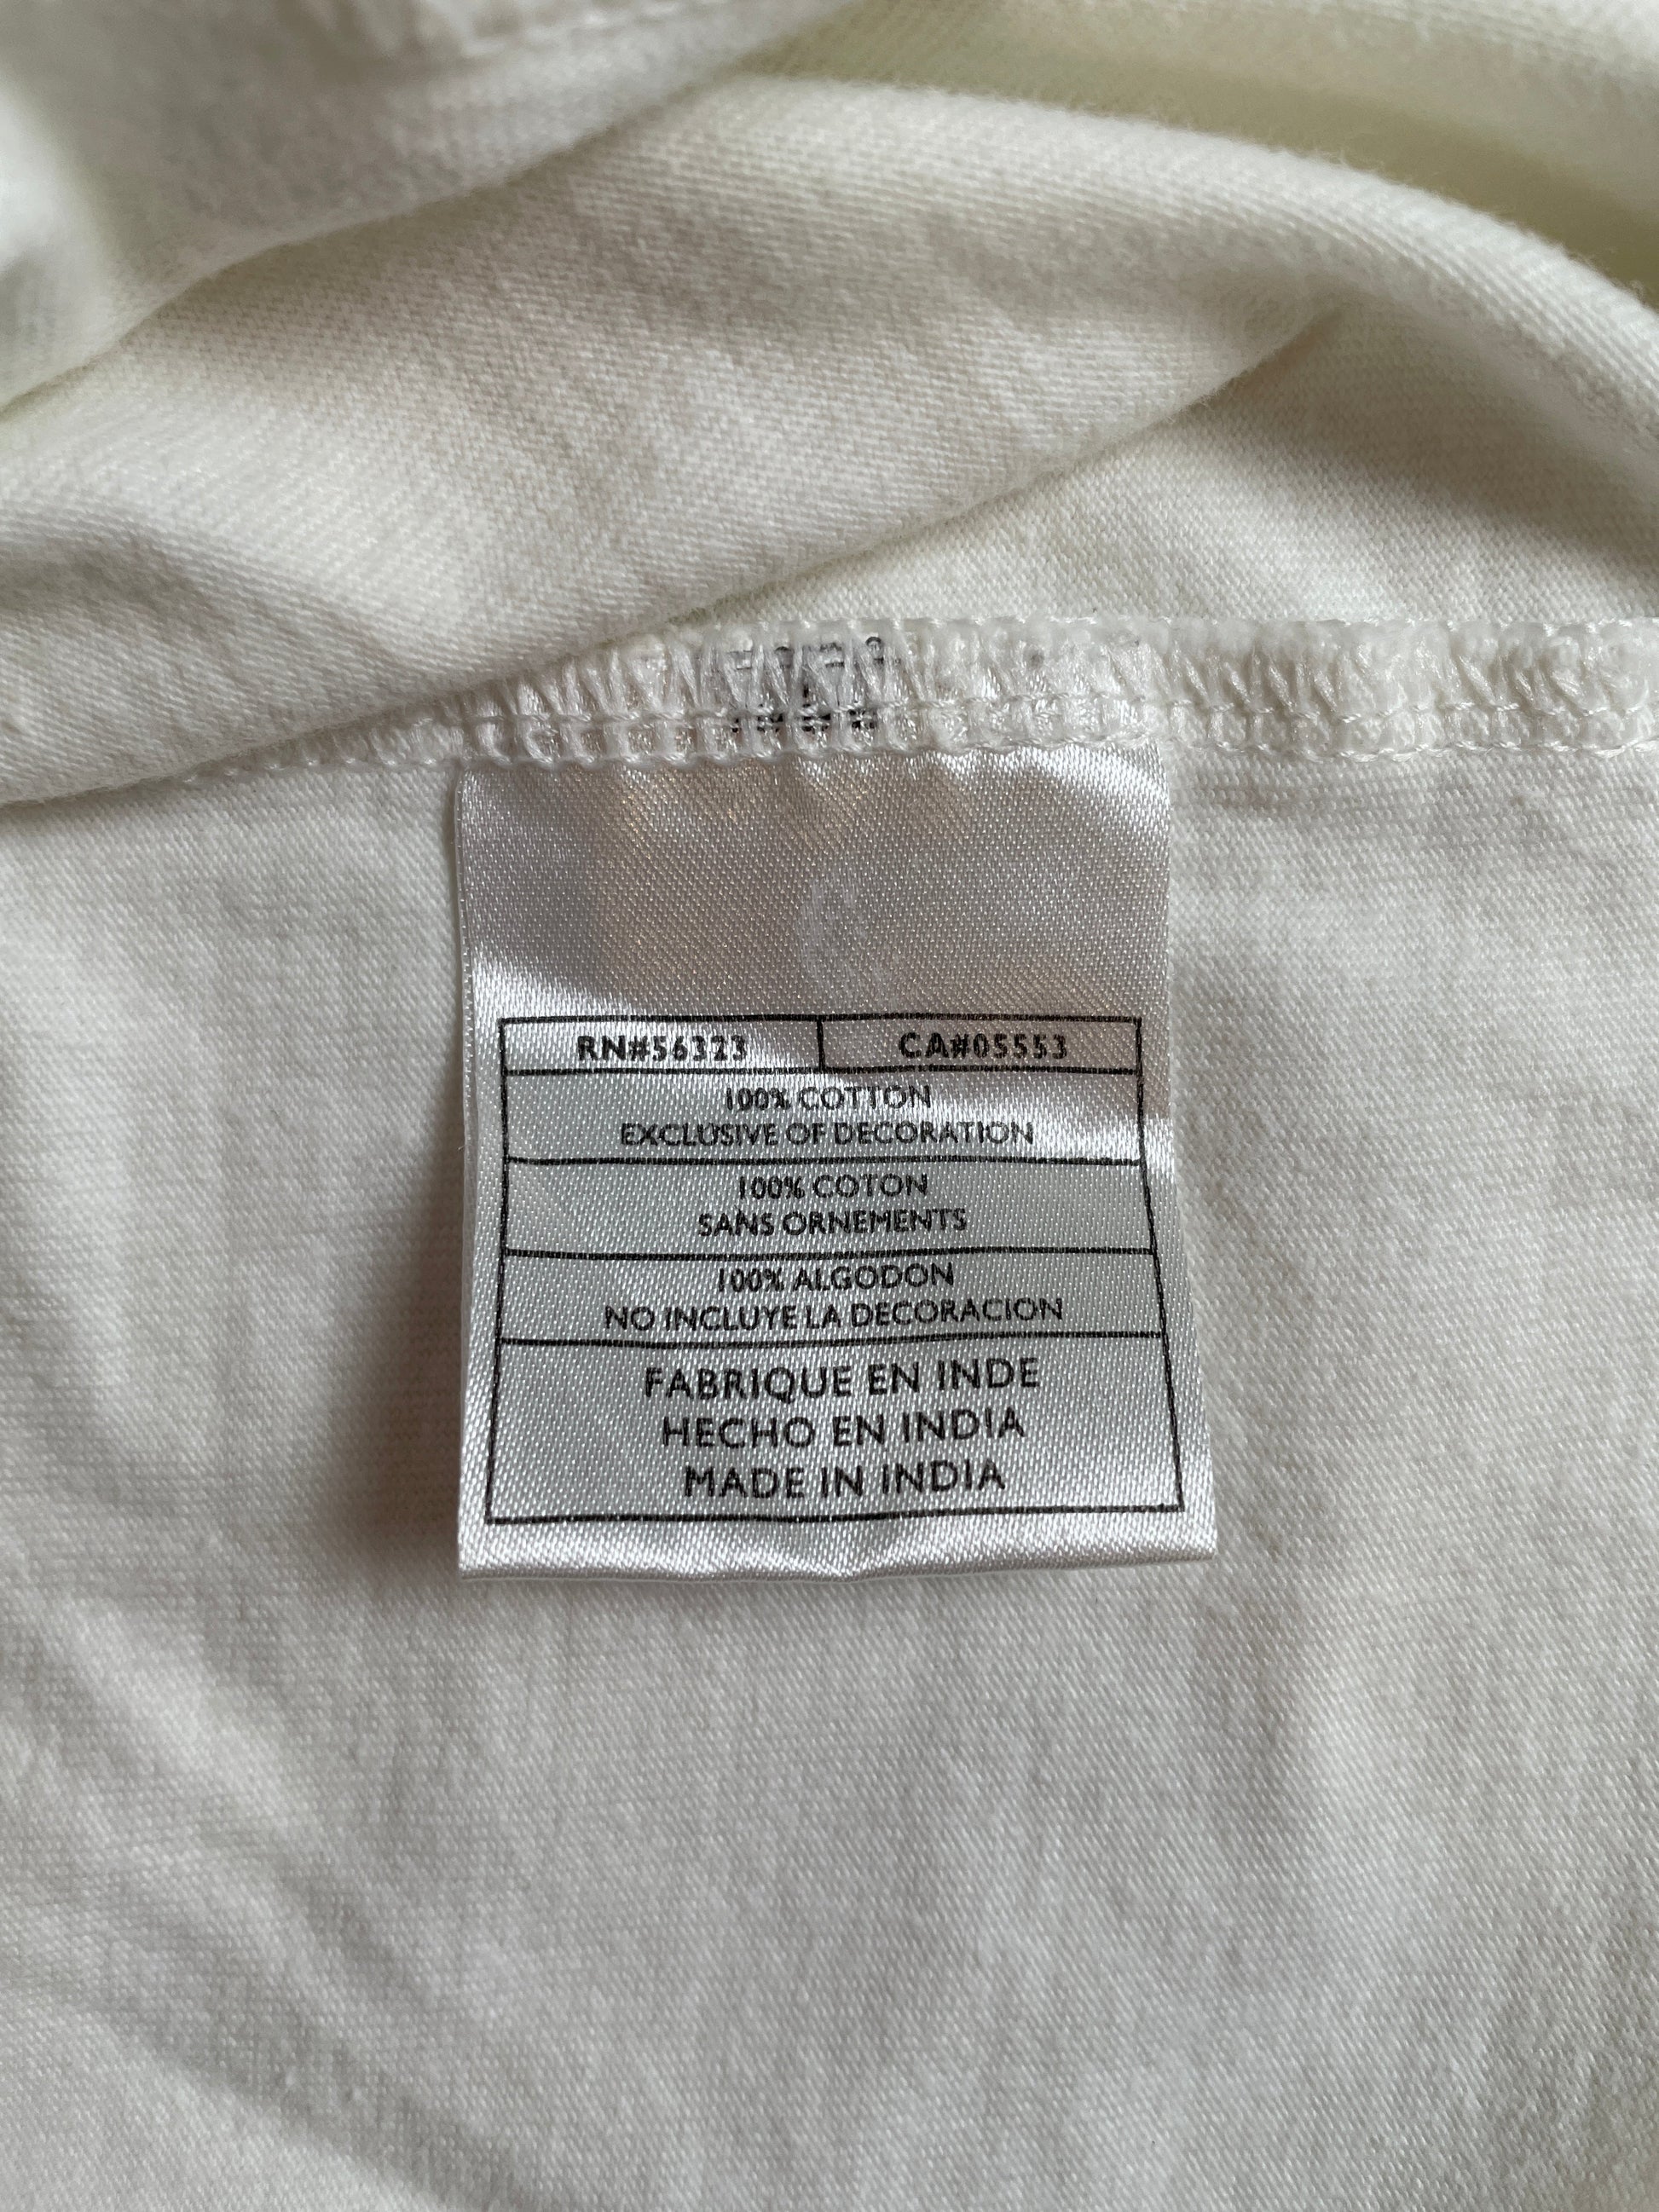 RN#56323 CA#05553
100% COTTON
EXCLUSIVE OF DECORATION
100% COTON
SANS ORNEMENTS
100% ALGODON
NO INCLUYE LA DECORACION
FABRIQUE EN INDE
HECHO EN INDIA
MADE IN INDIA